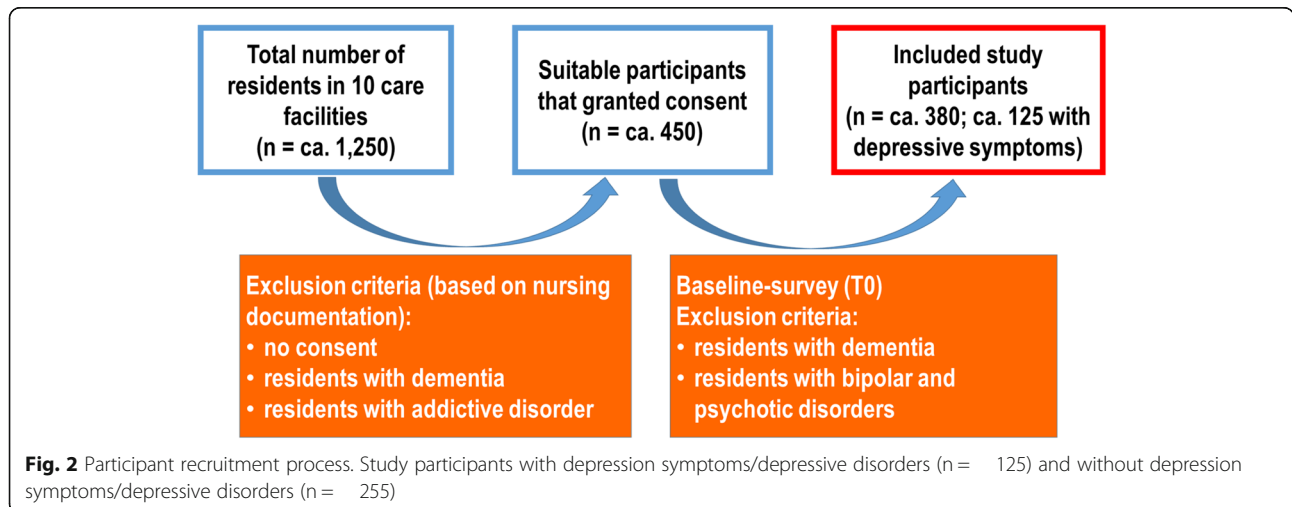 Total number of
residents in 10 care
facilities
(n = ca. 1,250)
Suitable participants
that granted consent
(n = ca. 450)
Included study
participants
(n = ca. 380; ca. 125 with
depressive symptoms)
Exclusion criteria (based on nursing
documentation):
• no consent
• residents with dementia
• residents with addictive disorder
Baseline-survey (T0)
Exclusion criteria:
• residents with dementia
• residents with bipolar and
psychotic disorders
Fig. 2 Participant recruitment process. Study participants with depression symptoms/depressive disorders (n = 125) and without depression
symptoms/depressive disorders (n = 255)